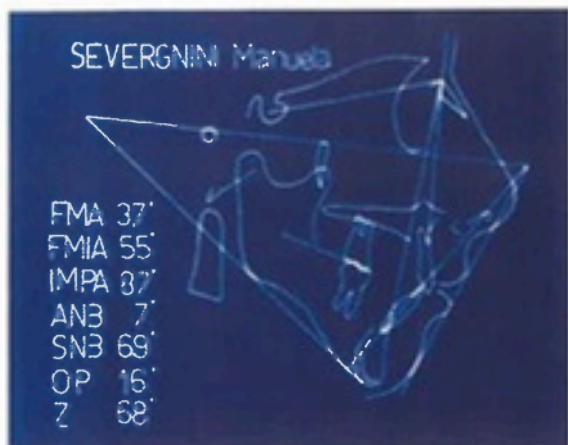 SEVERGNINI Manuela
FMA 37°
FMIA 55°
IMPA 87°
ANB 7°
SNB 69°
OP 16°
Z 68°